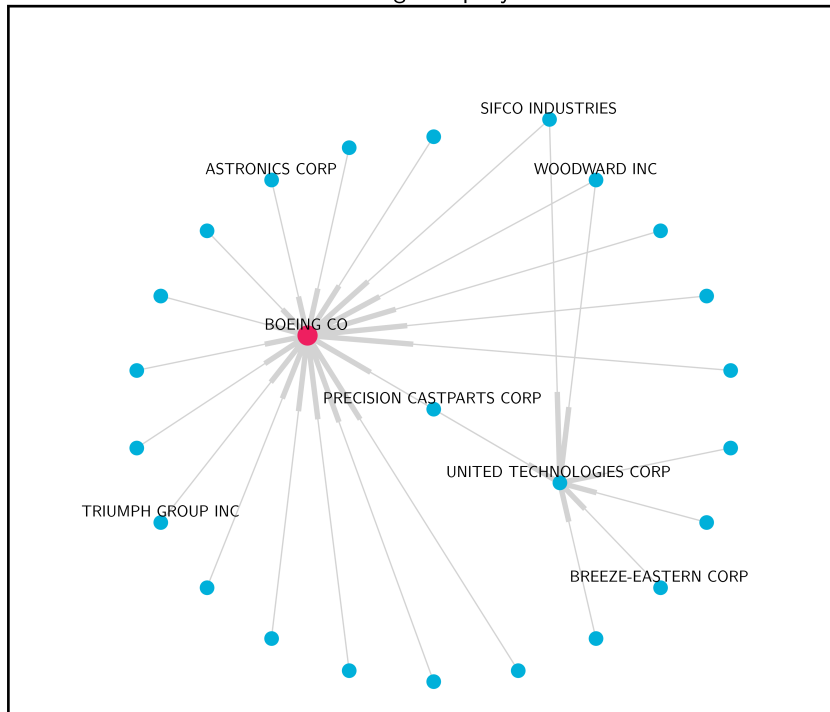 SIFCO INDUSTRIES
ASTRONICS CORP
WOODWARD INC
BOEING CO
PRECISION CASTPARTS CORP
UNITED TECHNOLOGIES CORP
TRIUMPH GROUP INC
BREEZE-EASTERN CORP